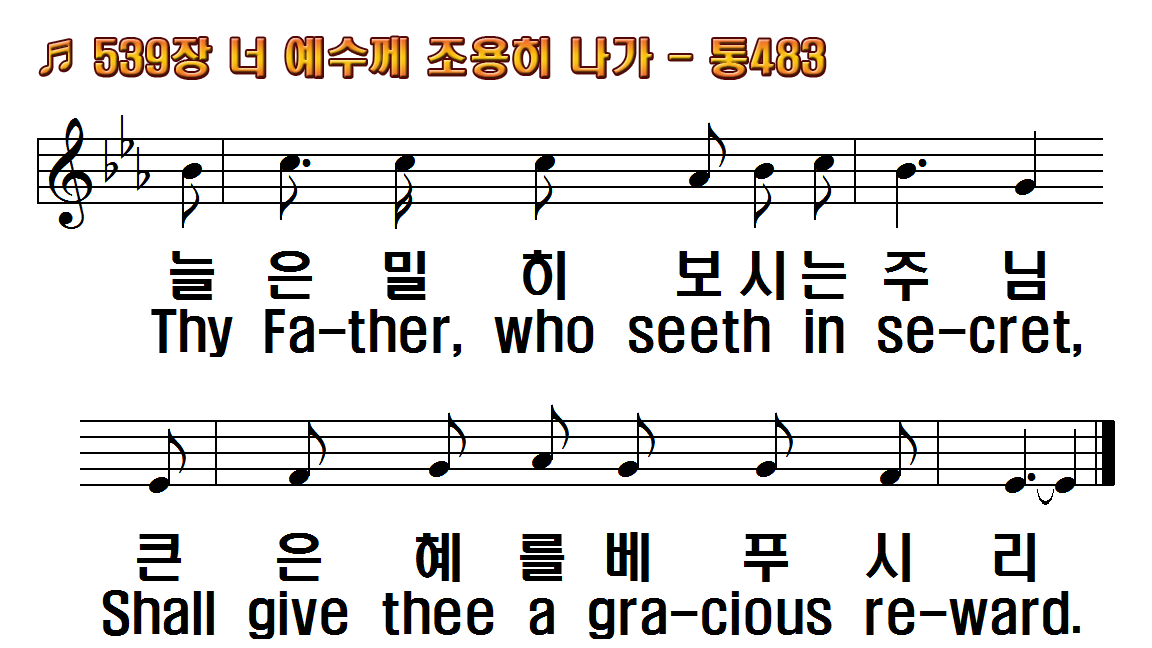 ♬ 539장 너 예수께 조용히 나가 - 통483
늘 은 밀 히 보 시 는 주 님
Thy Fa-ther, who seeth in se-cret,
큰 은 혜 를 베 푸 시 리
Shall give thee a gra-cious re-ward.